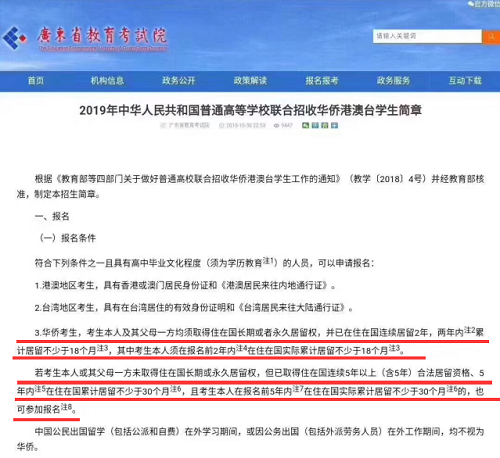 官方微信
廣東省教育考試院
请输入关键词
首页 机构信息 政务公开 政策解读 报名报考 政务服务 互动下载
2019年中华人民共和国普通高等学校联合招收华侨港澳台学生简章
广东省教育考试院 2019-10-30 22:53 9447
根据《教育部等四部门关于做好普通高校联合招收华侨港澳台学生工作的通知》（教学〔2018〕4号）并经教育部核
准，制定本招生简章。
一、报名
（一）报名条件
符合下列条件之一且具有高中毕业文化程度（须为学历教育注1）的人员，可以申请报名：
1.港澳地区考生，具有香港或澳门居民身份证和《港澳居民来往内地通行证》。
2.台湾地区考生，具有在台湾居住的有效身份证明和《台湾居民来往大陆通行证》。
3.华侨考生，考生本人及其父母一方均须取得住在国长期或者永久居留权，并已在住在国连续居留2年，两年内注2累
计居留不少于18个月注3，其中考生本人须在报名前2年内注4在住在国实际累计居留不少于18个月注3。
若考生本人或其父母一方未取得住在国长期或永久居留权，但已取得住在国连续5年以上（含5年）合法居留资格、5
年内注5在住在国累计居留不少于30个月注6，且考生本人在报名前5年内注7在住在国实际累计居留不少于30个月注6的，也
可参加报名注8。
中国公民出国留学（包括公派和自费）在外学习期间，或因公务出国（包括外派劳务人员）在外工作期间，均不视为
华侨。